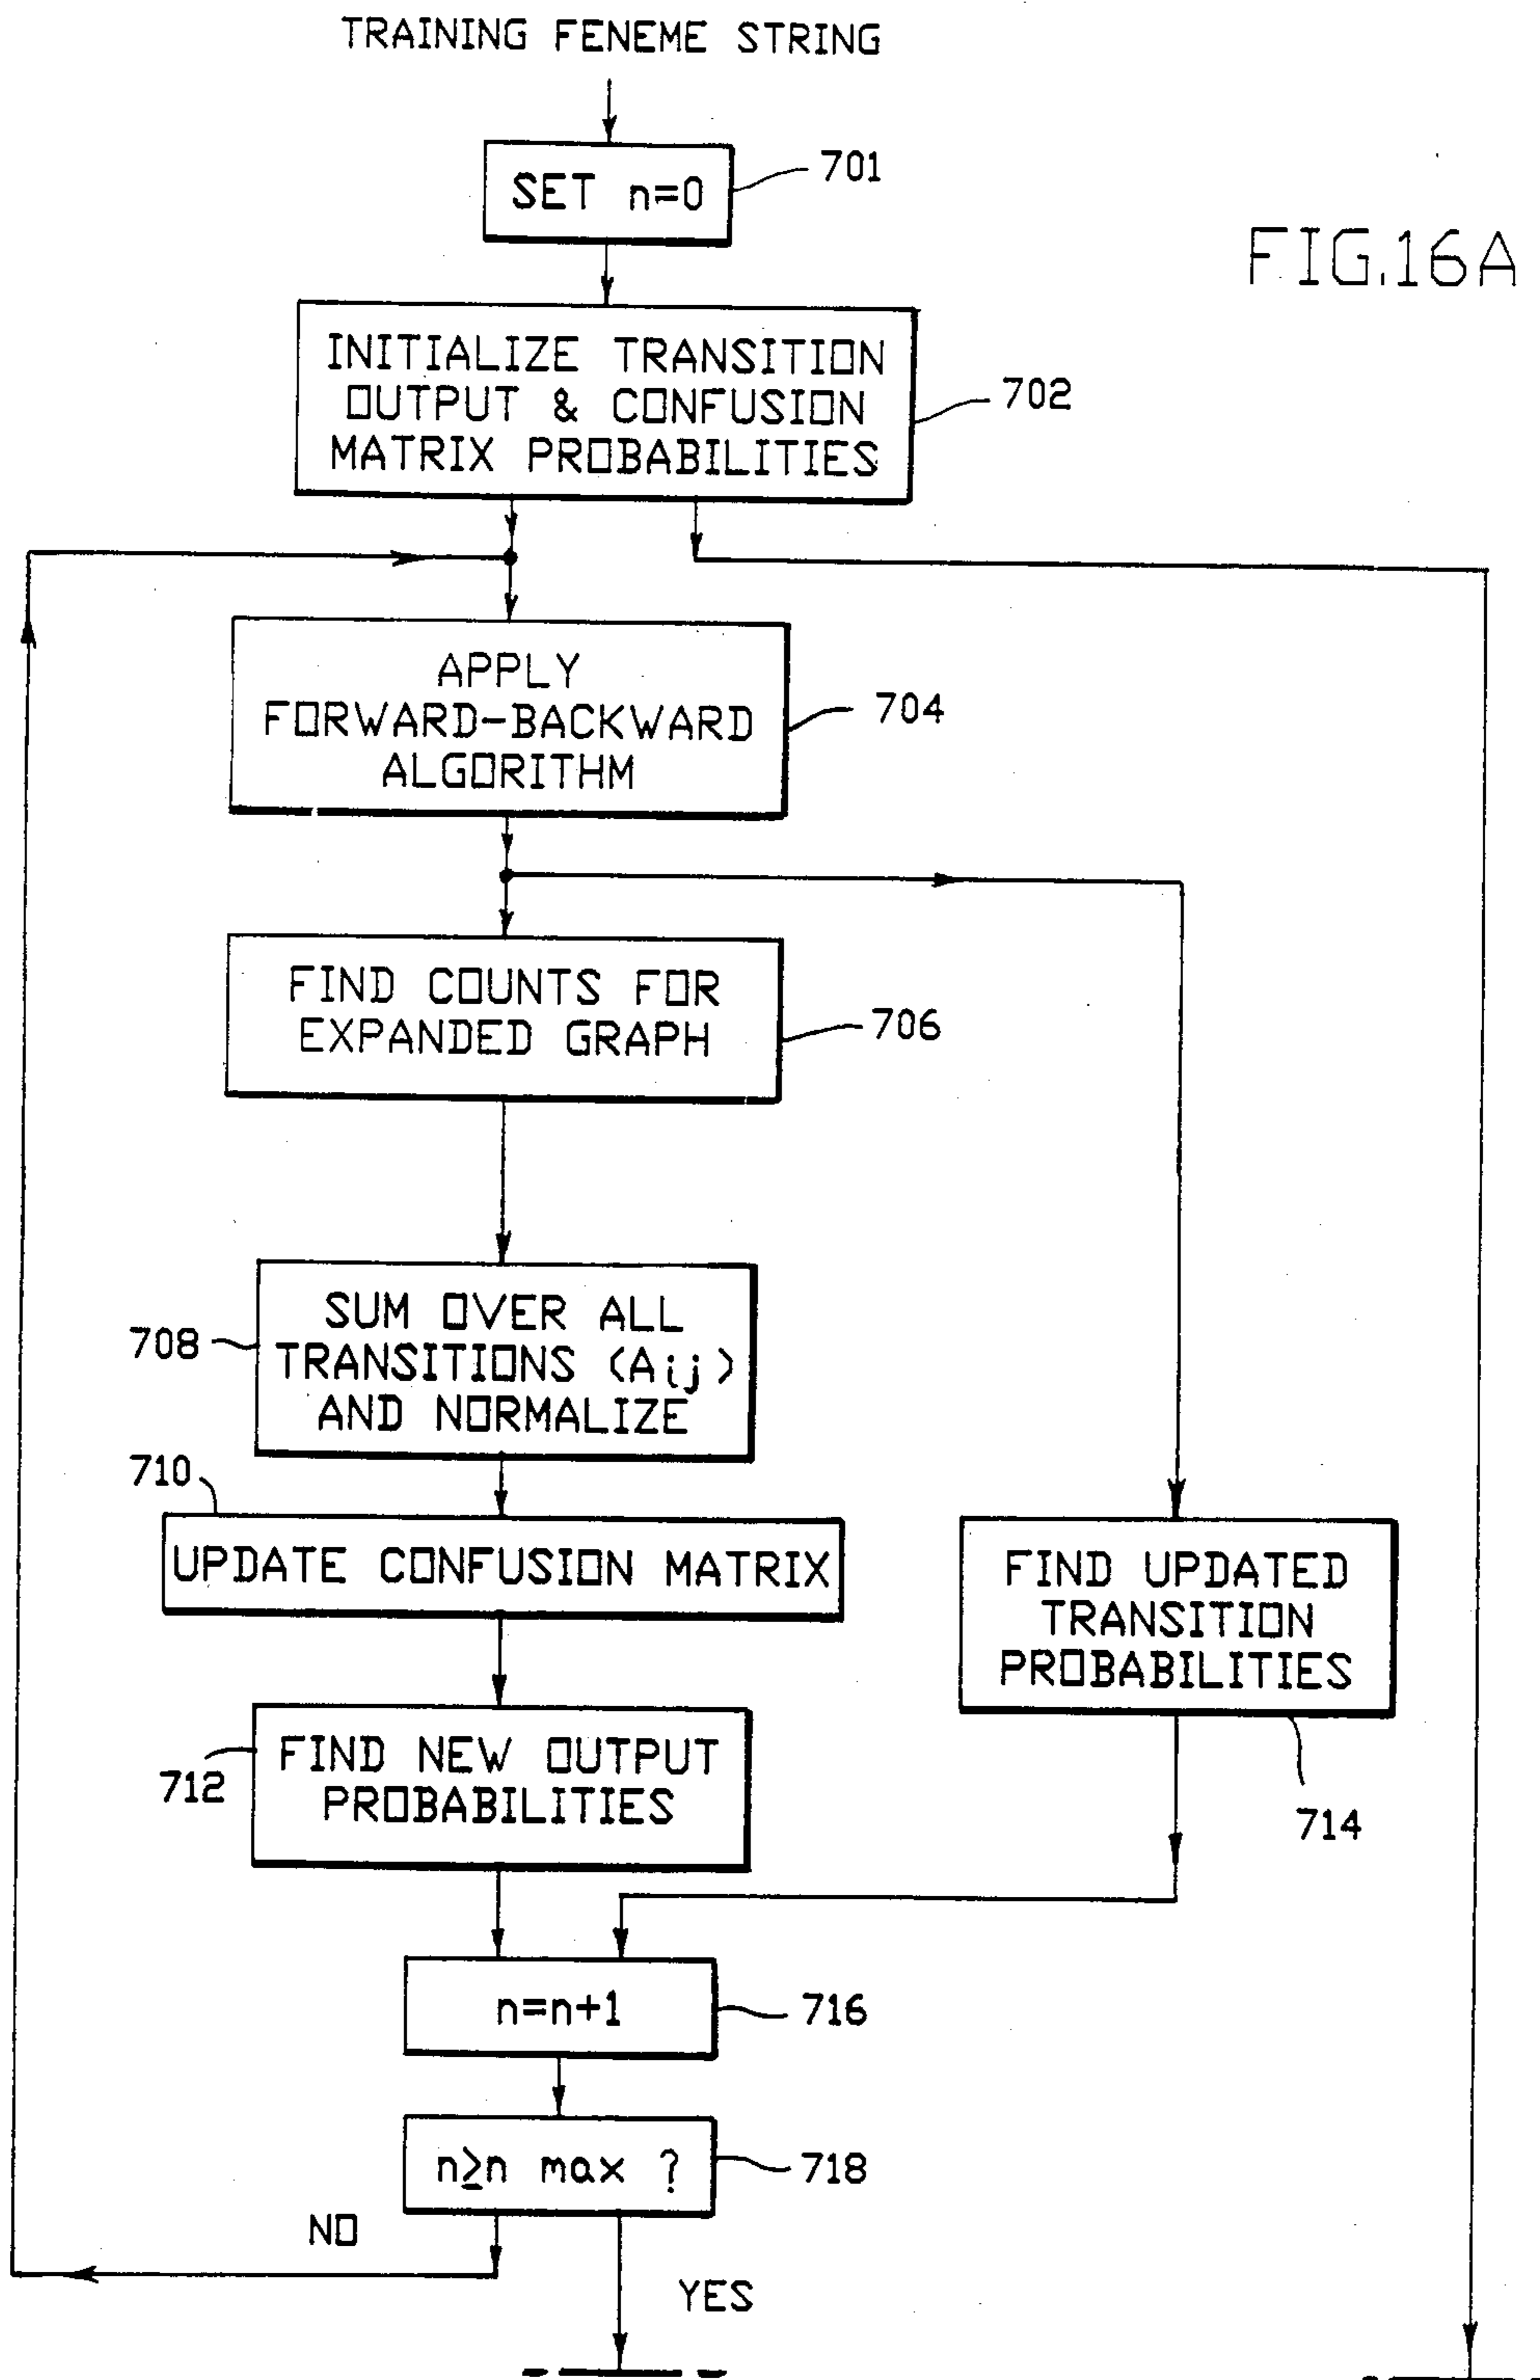 TRAINING FENEME STRING
SET n=0
701
FIG.16A
INITIALIZE TRANSITION
OUTPUT & CONFUSION
MATRIX PROBABILITIES
702
APPLY
FORWARD-BACKWARD
ALGORITHM
704
FIND COUNTS FOR
EXPANDED GRAPH
706
SUM OVER ALL
TRANSITIONS (Aij)
AND NORMALIZE
708
710
UPDATE CONFUSION MATRIX
FIND UPDATED
TRANSITION
PROBABILITIES
714
FIND NEW OUTPUT
PROBABILITIES
712
n=n+1
716
n≥n max ?
718
NO
YES